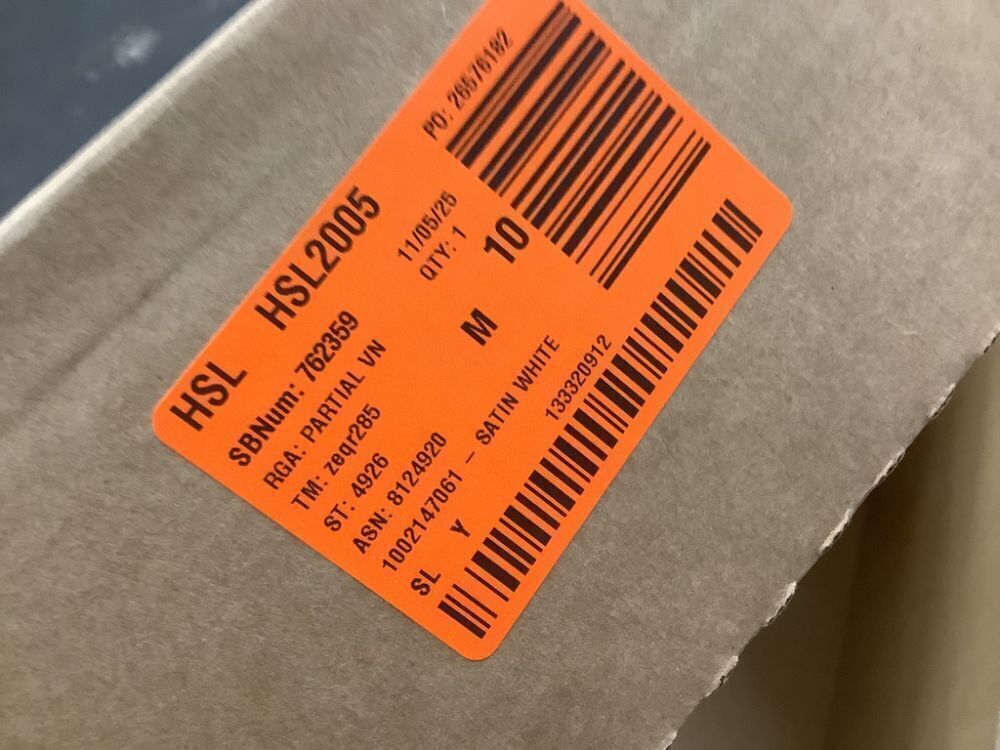 HSL HSL2005 PO: 26576182
SBNum: 762359 11/05/25
RGA: PARTIAL VN QTY: 1
TM: zeqr285 M 10
ST: 4926
ASN: 8124920
1002147061 – SATIN WHITE
SL Y 133320912